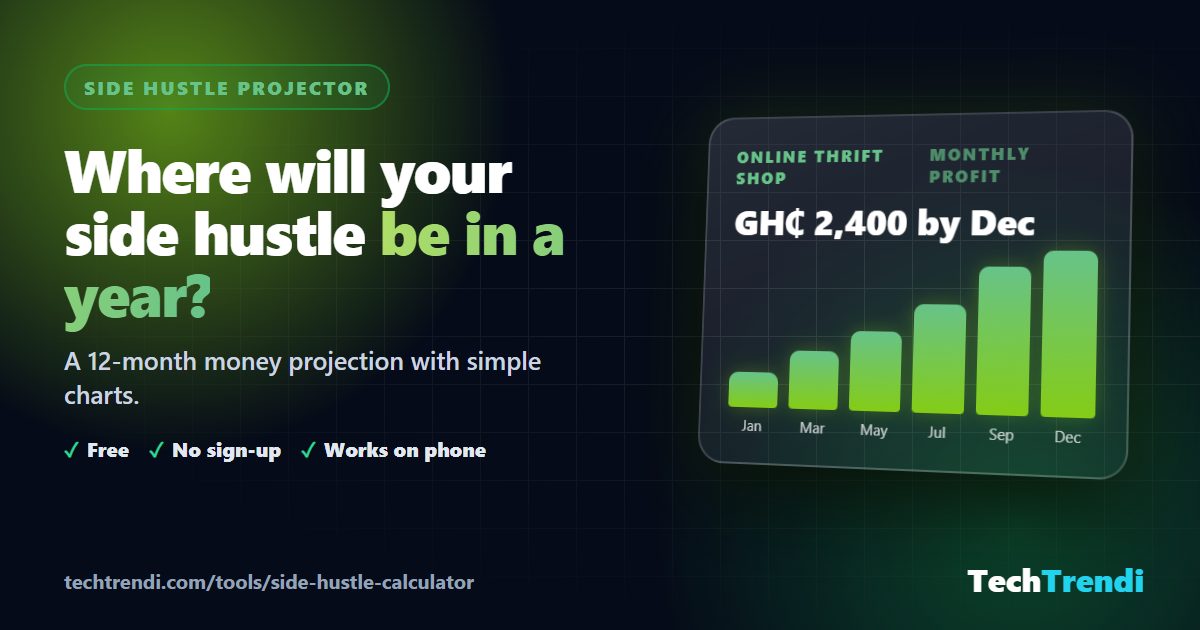 SIDE HUSTLE PROJECTOR
Where will your
side hustle be in a
year?
A 12-month money projection with simple
charts.
✓ Free ✓ No sign-up ✓ Works on phone
ONLINE THRIFT
SHOP
MONTHLY
PROFIT
GH₵ 2,400 by Dec
Jan Mar May Jul Sep Dec
techtrendi.com/tools/side-hustle-calculator
TechTrendi